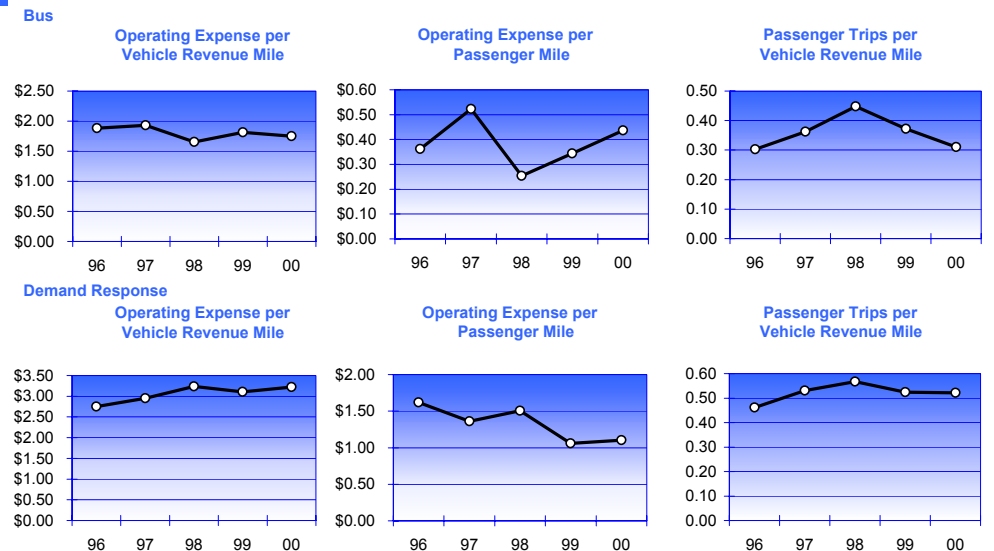 Bus
Operating Expense per
Vehicle Revenue Mile
$2.50
$2.00
$1.50
$1.00
$0.50
$0.00
96 97 98 99 00
Operating Expense per
Passenger Mile
$0.60
$0.50
$0.40
$0.30
$0.20
$0.10
$0.00
96 97 98 99 00
Passenger Trips per
Vehicle Revenue Mile
0.50
0.40
0.30
0.20
0.10
0.00
96 97 98 99 00
Demand Response
Operating Expense per
Vehicle Revenue Mile
$3.50
$3.00
$2.50
$2.00
$1.50
$1.00
$0.50
$0.00
96 97 98 99 00
Operating Expense per
Passenger Mile
$2.00
$1.50
$1.00
$0.50
$0.00
96 97 98 99 00
Passenger Trips per
Vehicle Revenue Mile
0.60
0.50
0.40
0.30
0.20
0.10
0.00
96 97 98 99 00